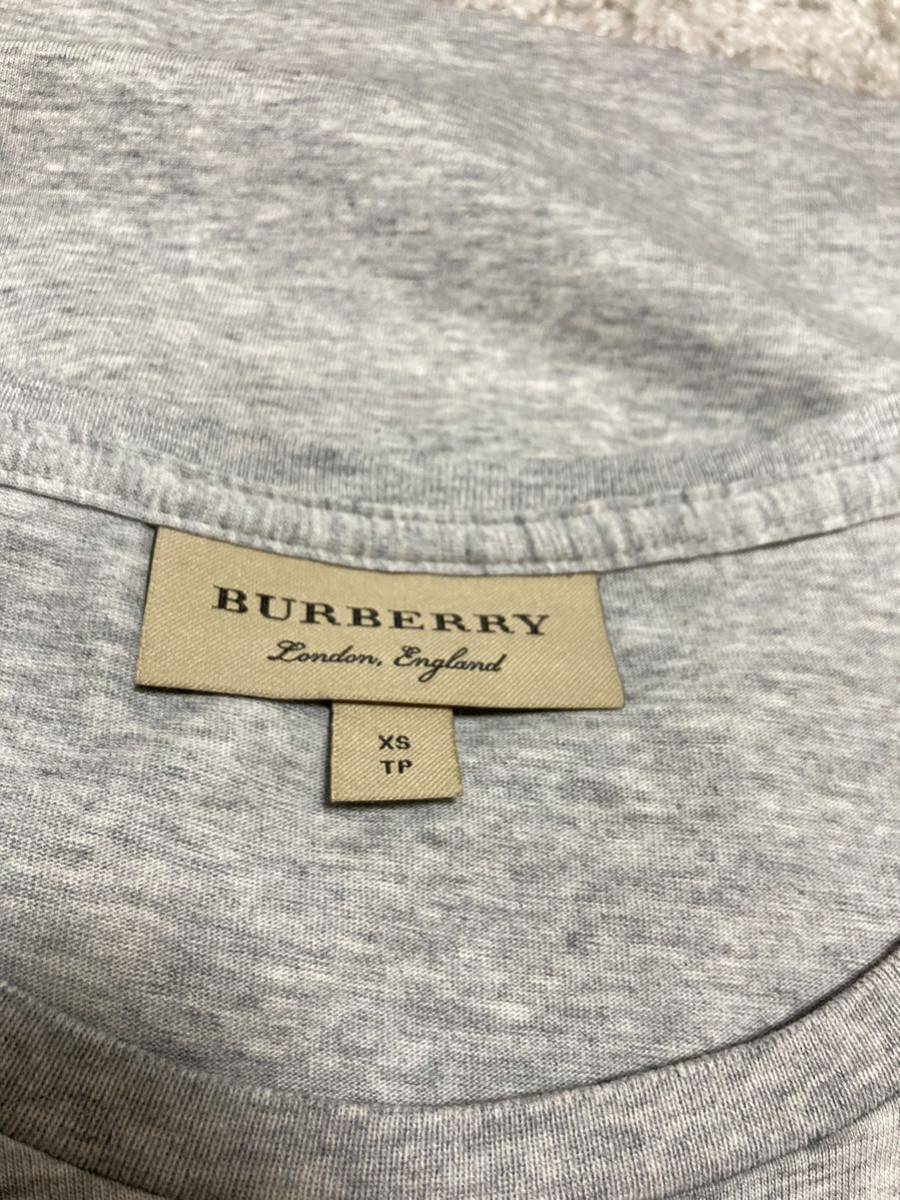 BURBERRY
London, England
XS
TP